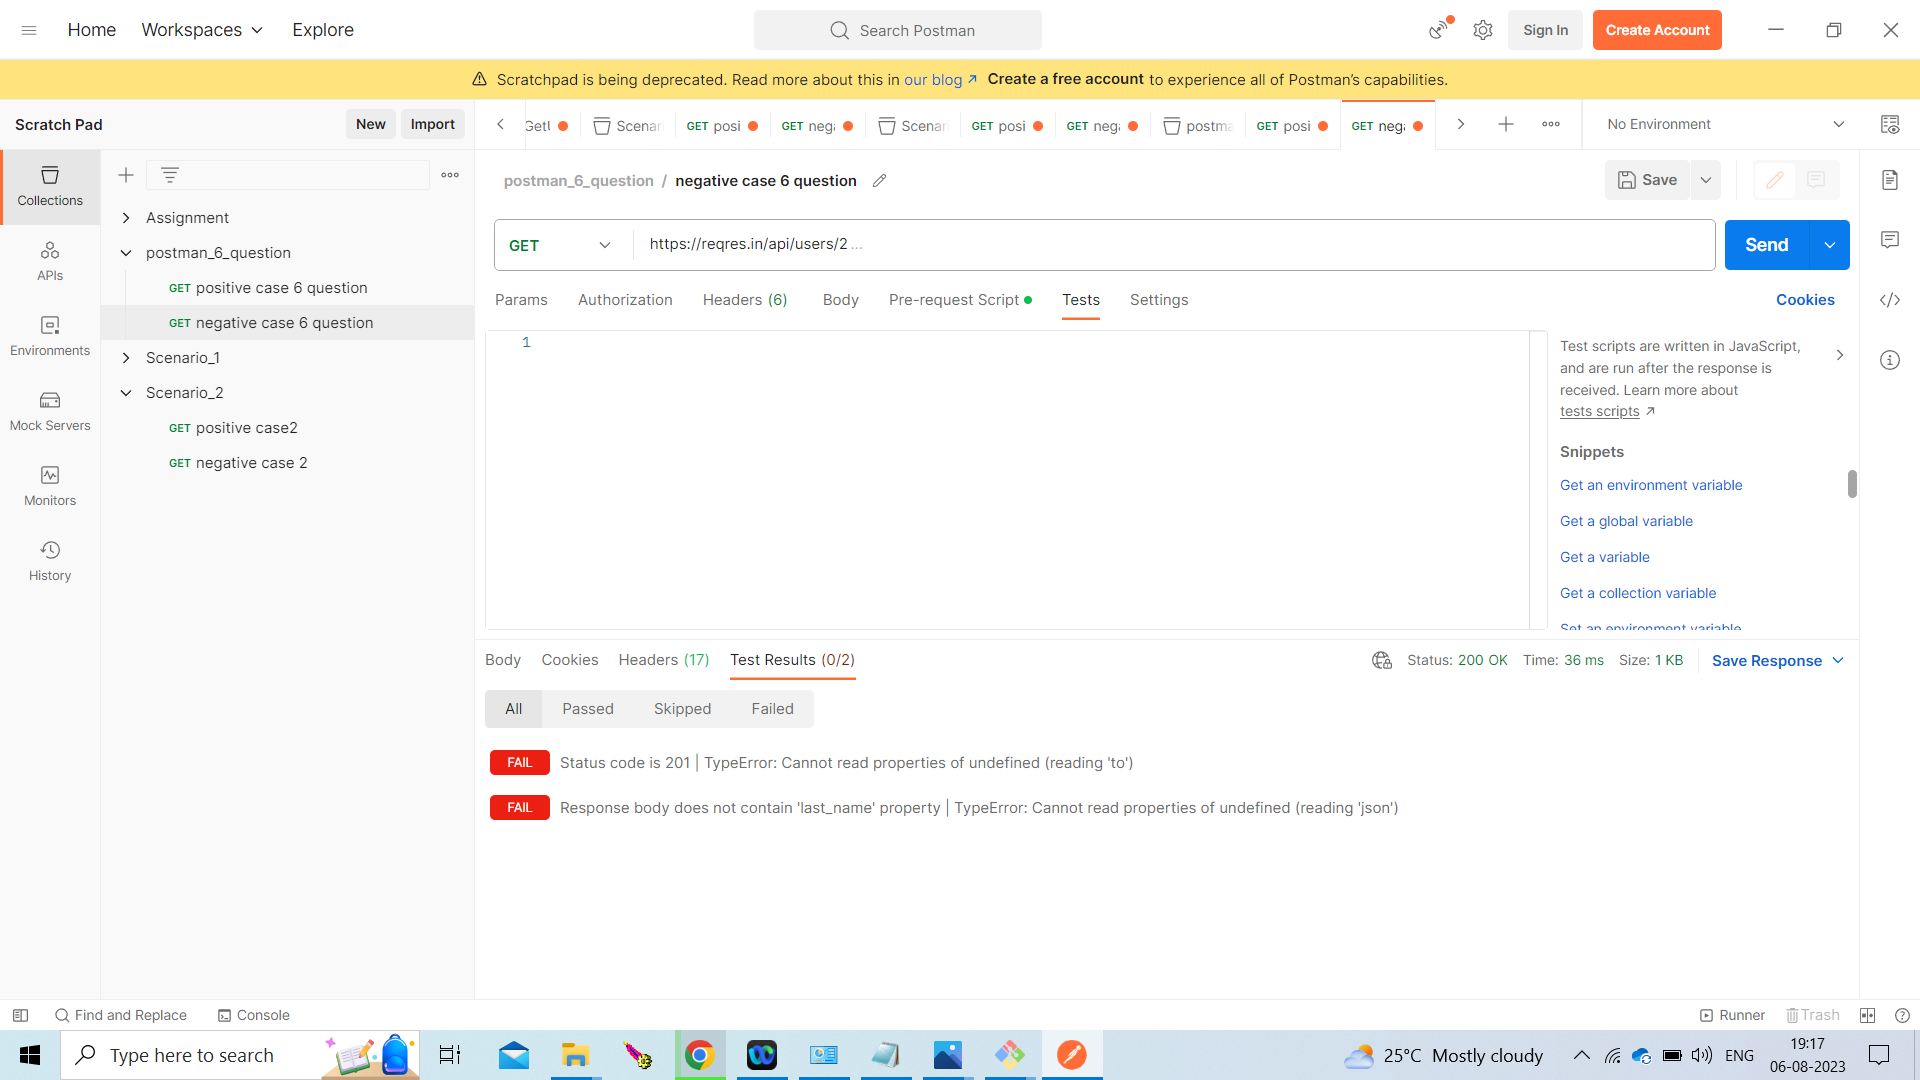 Home Workspaces Explore
Search Postman
Sign In Create Account
Scratchpad is being deprecated. Read more about this in our blog ↗ Create a free account to experience all of Postman’s capabilities.
Scratch Pad New Import
GetU Scenar GET posi GET nega Scenar GET posi GET nega postma GET posi GET nega
No Environment
Collections
APIs
Environments
Mock Servers
Monitors
History
Assignment
postman_6_question
GET positive case 6 question
GET negative case 6 question
Scenario_1
Scenario_2
GET positive case2
GET negative case 2
postman_6_question / negative case 6 question
Save
GET https://reqres.in/api/users/2 ...
Send
Params Authorization Headers (6) Body Pre-request Script Tests Settings
Cookies
1
Test scripts are written in JavaScript,
and are run after the response is
received. Learn more about
tests scripts ↗
Snippets
Get an environment variable
Get a global variable
Get a variable
Get a collection variable
Set an environment variable
Body Cookies Headers (17) Test Results (0/2)
Status: 200 OK Time: 36 ms Size: 1 KB Save Response
All Passed Skipped Failed
FAIL Status code is 201 | TypeError: Cannot read properties of undefined (reading 'to')
FAIL Response body does not contain 'last_name' property | TypeError: Cannot read properties of undefined (reading 'json')
Find and Replace Console
Runner Trash
Type here to search
25°C Mostly cloudy
ENG
19:17
06-08-2023